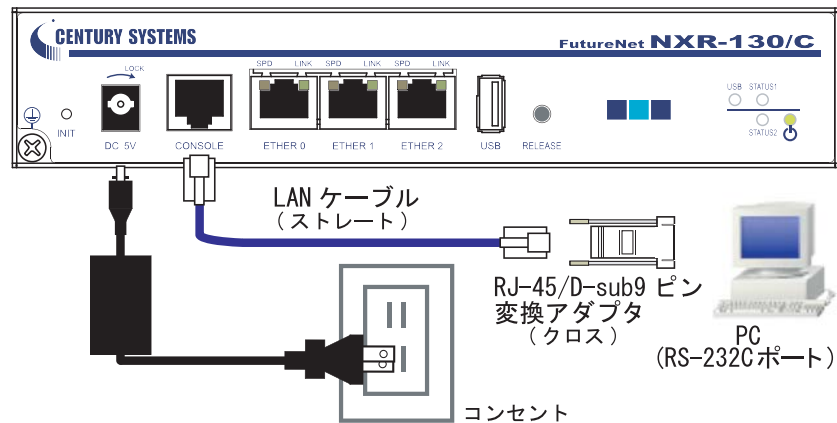 CENTURY SYSTEMS
FutureNet NXR-130/C
LOCK
SPD LINK SPD LINK SPD LINK
USB STATUS1
STATUS2
INIT
DC 5V
CONSOLE
ETHER 0
ETHER 1
ETHER 2
USB
RELEASE
LAN ケーブル
(ストレート)
RJ-45/D-sub9 ピン
変換アダプタ
(クロス)
PC
(RS-232Cポート)
コンセント